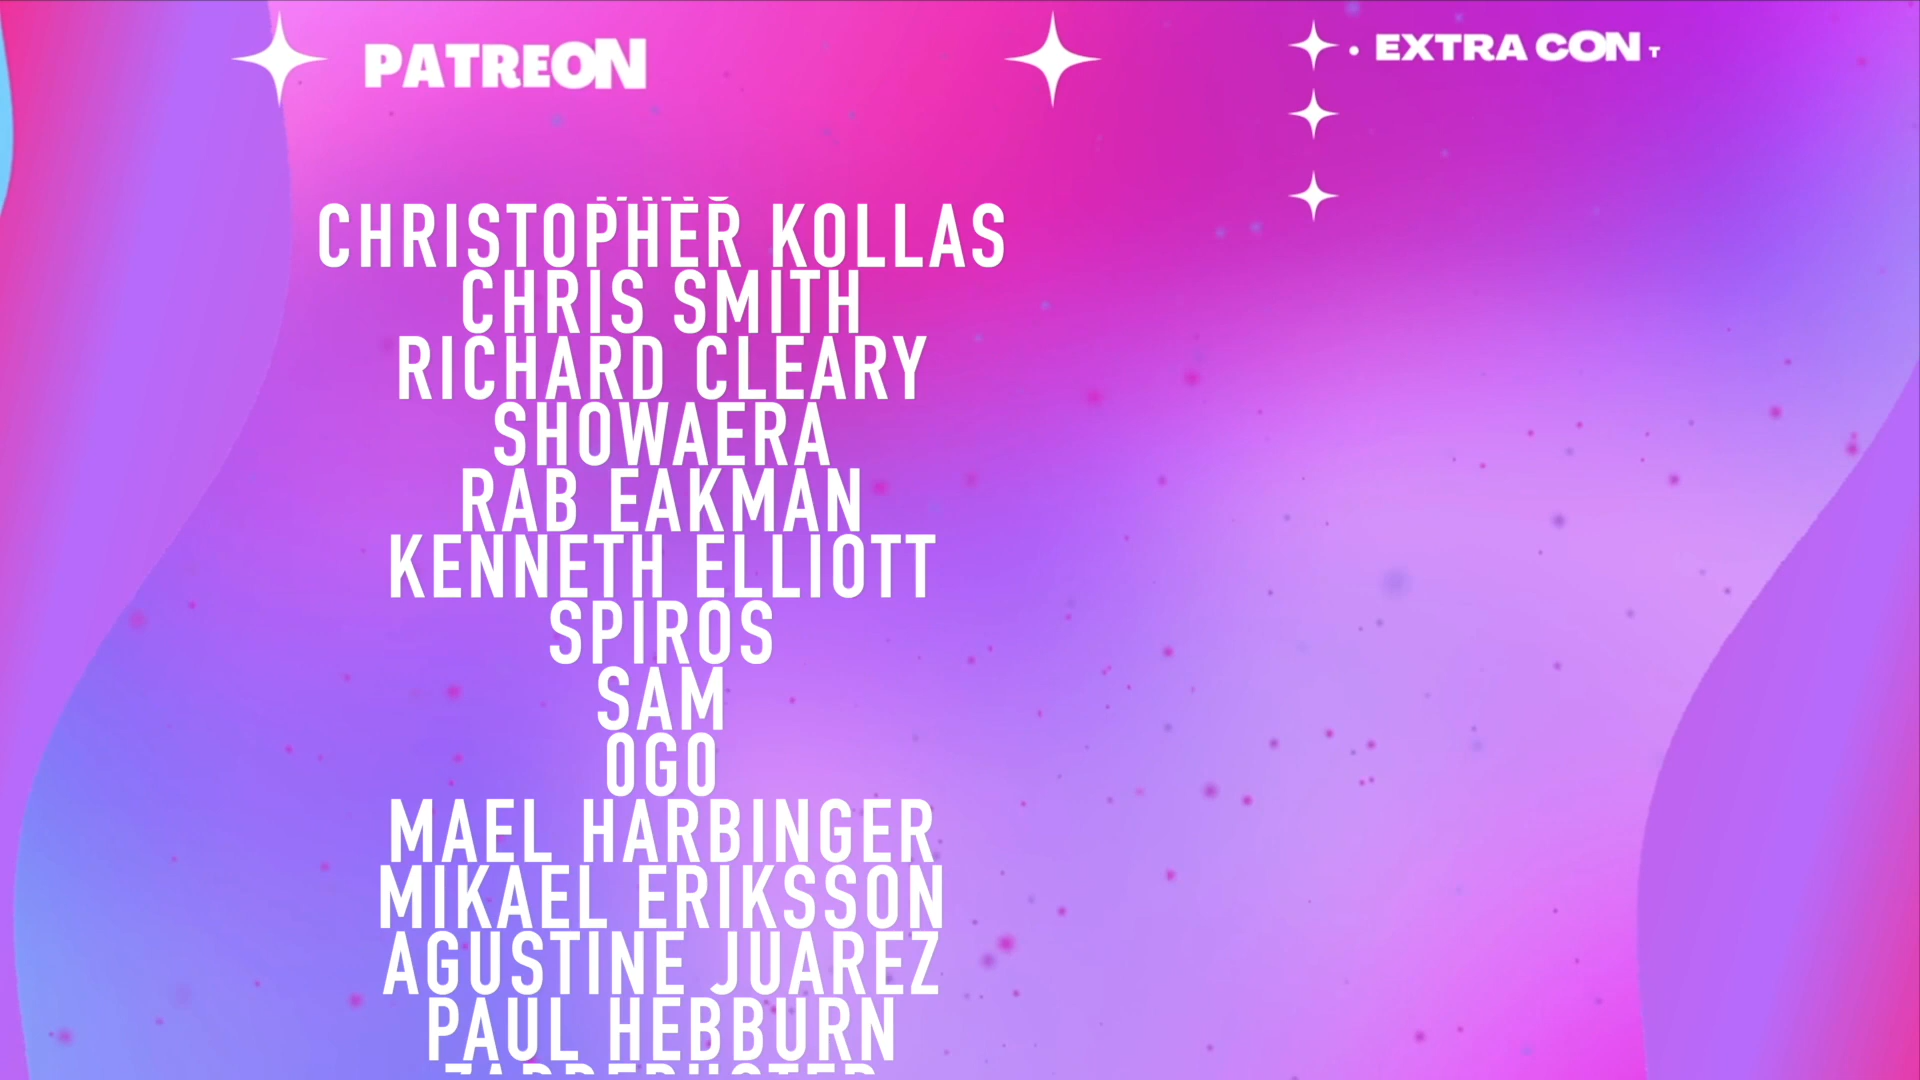 PATREON
• EXTRA CON T
CHRISTOPHER KOLLAS
CHRIS SMITH
RICHARD CLEARY
SHOWAERA
RAB EAKMAN
KENNETH ELLIOTT
SPIROS
SAM
OGO
MAEL HARBINGER
MIKAEL ERIKSSON
AGUSTINE JUAREZ
PAUL HEBBURN